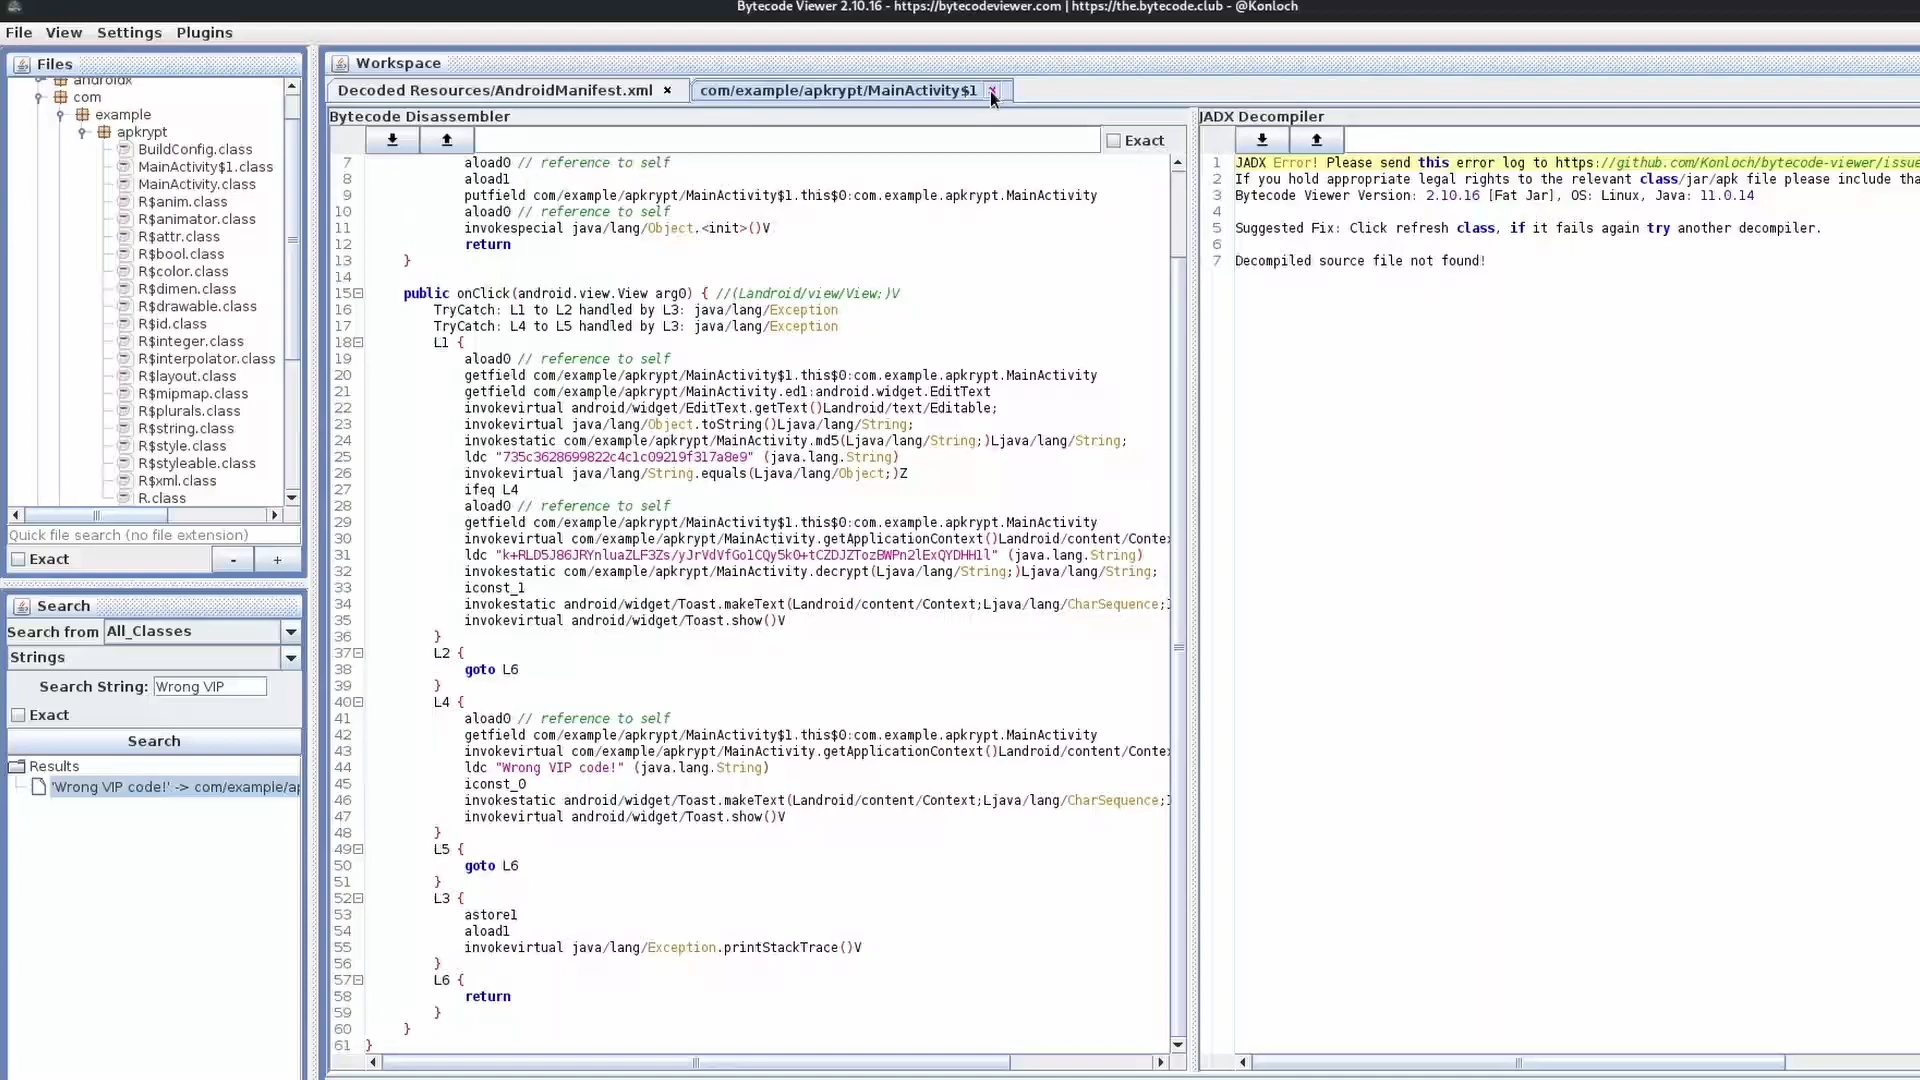 Bytecode Viewer 2.10.16 - https://bytecodeviewer.com | https://the.bytecode.club - @Konloch
File View Settings Plugins
Files
androidx
com
example
apkrypt
BuildConfig.class
MainActivity$1.class
MainActivity.class
R$anim.class
R$animator.class
R$attr.class
R$bool.class
R$color.class
R$dimen.class
R$drawable.class
R$id.class
R$integer.class
R$interpolator.class
R$layout.class
R$mipmap.class
R$plurals.class
R$string.class
R$style.class
R$styleable.class
R$xml.class
R.class
Quick file search (no file extension)
Exact - +
Search
Search from All_Classes
Strings
Search String: Wrong VIP
Exact
Search
Results
'Wrong VIP code!' -> com/example/ap
Workspace
Decoded Resources/AndroidManifest.xml × com/example/apkrypt/MainActivity$1 ×
Bytecode Disassembler
Exact
7 aload0 // reference to self
8 aload1
9 putfield com/example/apkrypt/MainActivity$1.this$0:com.example.apkrypt.MainActivity
10 aload0 // reference to self
11 invokespecial java/lang/Object.<init>()V
12 return
13 }
14
15 public onClick(android.view.View arg0) { //(Landroid/view/View;)V
16 TryCatch: L1 to L2 handled by L3: java/lang/Exception
17 TryCatch: L4 to L5 handled by L3: java/lang/Exception
18 L1 {
19 aload0 // reference to self
20 getfield com/example/apkrypt/MainActivity$1.this$0:com.example.apkrypt.MainActivity
21 getfield com/example/apkrypt/MainActivity.ed1:android.widget.EditText
22 invokevirtual android/widget/EditText.getText()Landroid/text/Editable;
23 invokevirtual java/lang/Object.toString()Ljava/lang/String;
24 invokestatic com/example/apkrypt/MainActivity.md5(Ljava/lang/String;)Ljava/lang/String;
25 ldc "735c3628699822c4c1c09219f317a8e9" (java.lang.String)
26 invokevirtual java/lang/String.equals(Ljava/lang/Object;)Z
27 ifeq L4
28 aload0 // reference to self
29 getfield com/example/apkrypt/MainActivity$1.this$0:com.example.apkrypt.MainActivity
30 invokevirtual com/example/apkrypt/MainActivity.getApplicationContext()Landroid/content/Conte
31 ldc "k+RLD5J86JRYnluaZLF3Zs/yJrVdVfGo1CQy5k0+tCZDJZTozBWPn2lExQYDHH1l" (java.lang.String)
32 invokestatic com/example/apkrypt/MainActivity.decrypt(Ljava/lang/String;)Ljava/lang/String;
33 iconst_1
34 invokestatic android/widget/Toast.makeText(Landroid/content/Context;Ljava/lang/CharSequence;I
35 invokevirtual android/widget/Toast.show()V
36 }
37 L2 {
38 goto L6
39 }
40 L4 {
41 aload0 // reference to self
42 getfield com/example/apkrypt/MainActivity$1.this$0:com.example.apkrypt.MainActivity
43 invokevirtual com/example/apkrypt/MainActivity.getApplicationContext()Landroid/content/Conte
44 ldc "Wrong VIP code!" (java.lang.String)
45 iconst_0
46 invokestatic android/widget/Toast.makeText(Landroid/content/Context;Ljava/lang/CharSequence;I
47 invokevirtual android/widget/Toast.show()V
48 }
49 L5 {
50 goto L6
51 }
52 L3 {
53 astore1
54 aload1
55 invokevirtual java/lang/Exception.printStackTrace()V
56 }
57 L6 {
58 return
59 }
60 }
61 }
JADX Decompiler
1 JADX Error! Please send this error log to https://github.com/Konloch/bytecode-viewer/issue
2 If you hold appropriate legal rights to the relevant class/jar/apk file please include tha
3 Bytecode Viewer Version: 2.10.16 [Fat Jar], OS: Linux, Java: 11.0.14
4
5 Suggested Fix: Click refresh class, if it fails again try another decompiler.
6
7 Decompiled source file not found!